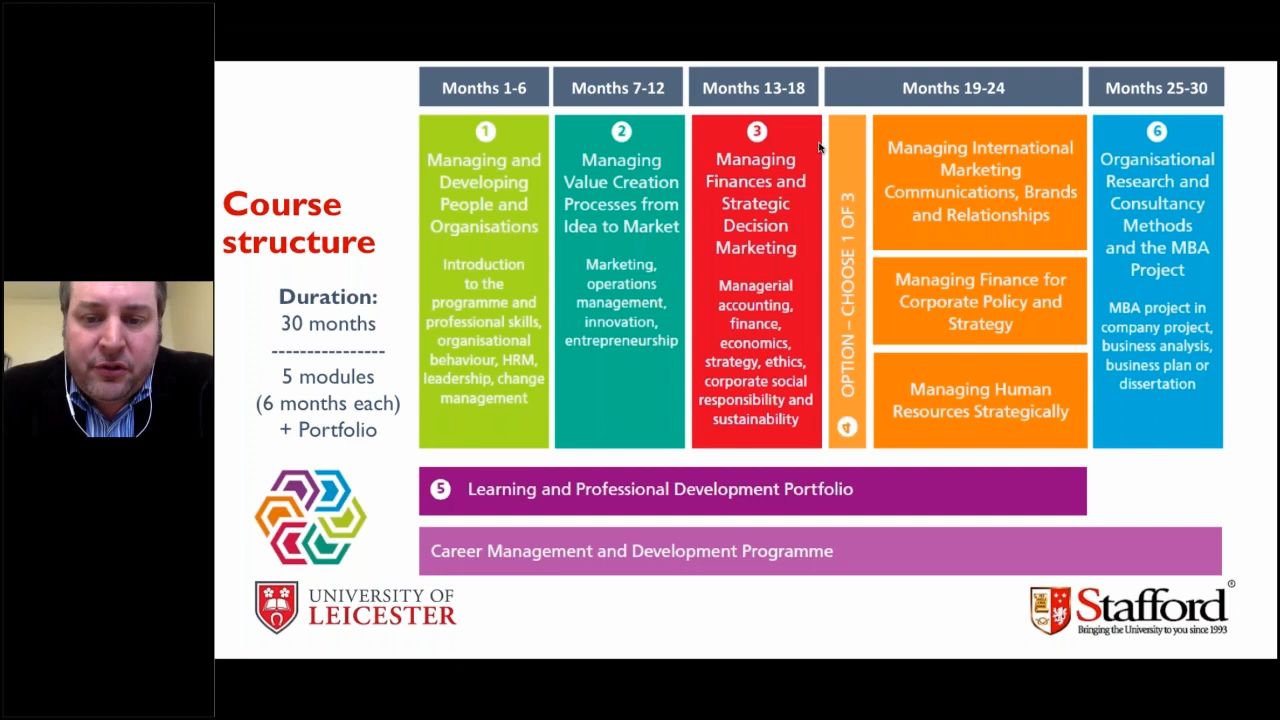 Months 1-6
Months 7-12
Months 13-18
Months 19-24
Months 25-30
Course
structure
Duration:
30 months
----------------
5 modules
(6 months each)
+ Portfolio
1
Managing and
Developing
People and
Organisations
Introduction
to the
programme and
professional skills,
organisational
behaviour, HRM,
leadership, change
management
2
Managing
Value Creation
Processes from
Idea to Market
Marketing,
operations
management,
innovation,
entrepreneurship
3
Managing
Finances and
Strategic
Decision
Marketing
Managerial
accounting,
finance,
economics,
strategy, ethics,
corporate social
responsibility and
sustainability
4 OPTION – CHOOSE 1 OF 3
Managing International
Marketing
Communications, Brands
and Relationships
Managing Finance for
Corporate Policy and
Strategy
Managing Human
Resources Strategically
6
Organisational
Research and
Consultancy
Methods
and the MBA
Project
MBA project in
company project,
business analysis,
business plan or
dissertation
5 Learning and Professional Development Portfolio
Career Management and Development Programme
UNIVERSITY OF
LEICESTER
Stafford®
Bringing the University to you since 1993